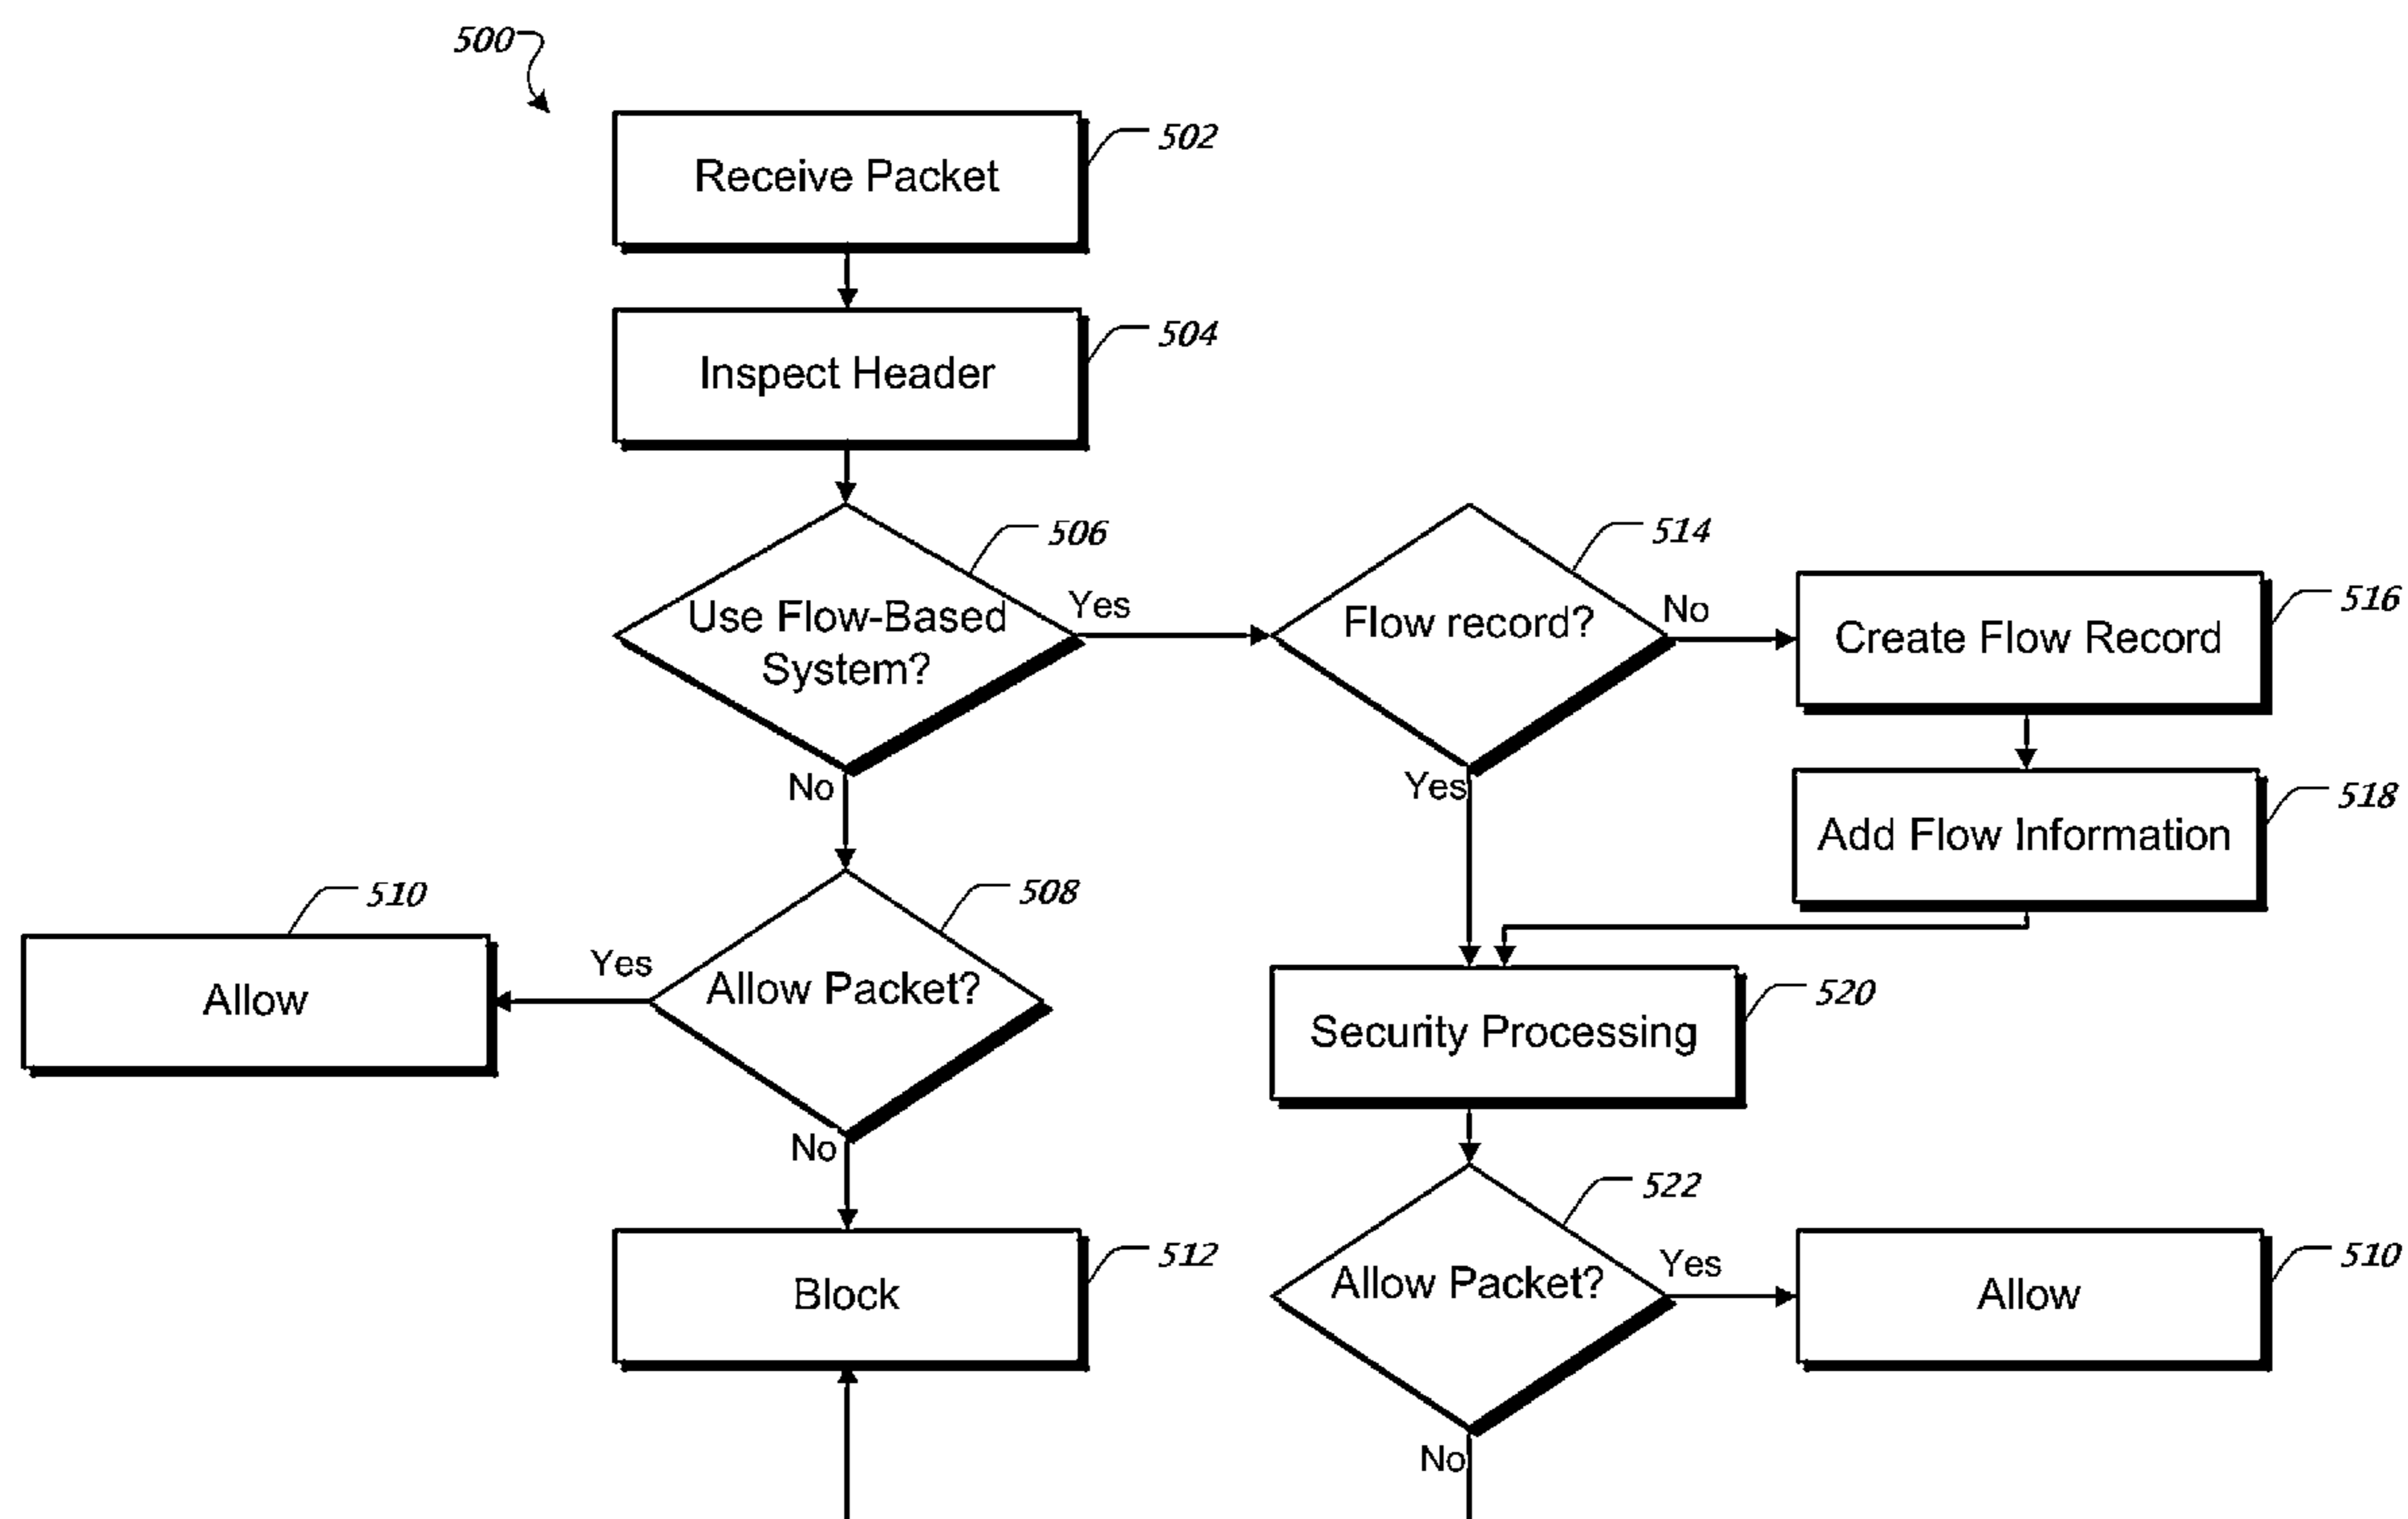 500
Receive Packet
502
Inspect Header
504
506
Use Flow-Based
System?
Yes
No
514
Flow record?
No
Yes
Create Flow Record
516
Add Flow Information
518
508
Allow Packet?
Yes
No
510
Allow
Security Processing
520
Block
512
522
Allow Packet?
Yes
No
Allow
510